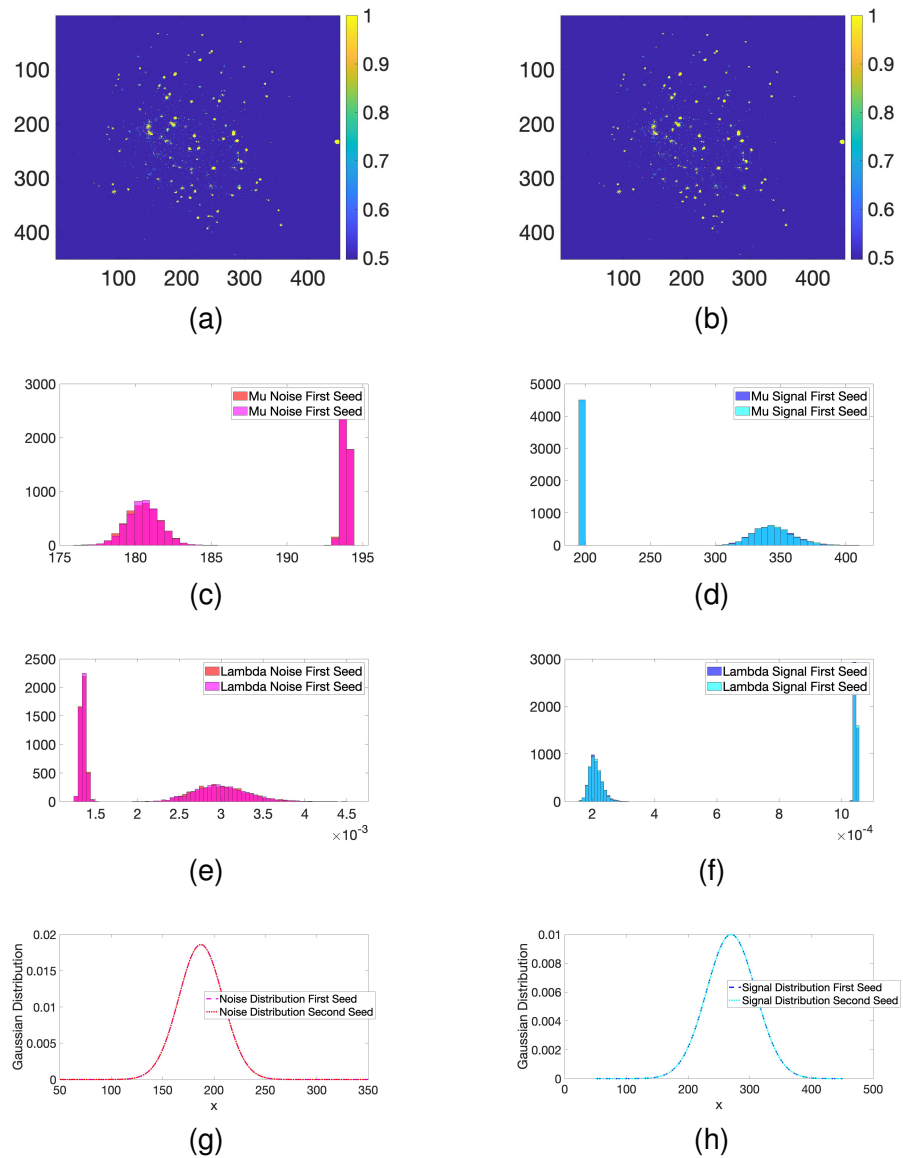 1
0.9
0.8
0.7
0.6
0.5
100
200
300
400
100 200 300 400
(a)
1
0.9
0.8
0.7
0.6
0.5
100
200
300
400
100 200 300 400
(b)
3000
2000
1000
0
175 180 185 190 195
Mu Noise First Seed
Mu Noise First Seed
(c)
5000
4000
3000
2000
1000
0
200 250 300 350 400
Mu Signal First Seed
Mu Signal First Seed
(d)
2500
2000
1500
1000
500
0
1.5 2 2.5 3 3.5 4 4.5
×10⁻³
Lambda Noise First Seed
Lambda Noise First Seed
(e)
3000
2000
1000
0
2 4 6 8 10
×10⁻⁴
Lambda Signal First Seed
Lambda Signal First Seed
(f)
Gaussian Distribution
0.02
0.015
0.01
0.005
0
50 100 150 200 250 300 350
x
Noise Distribution First Seed
Noise Distribution Second Seed
(g)
Gaussian Distribution
0.01
0.008
0.006
0.004
0.002
0
0 100 200 300 400 500
x
Signal Distribution First Seed
Signal Distribution Second Seed
(h)